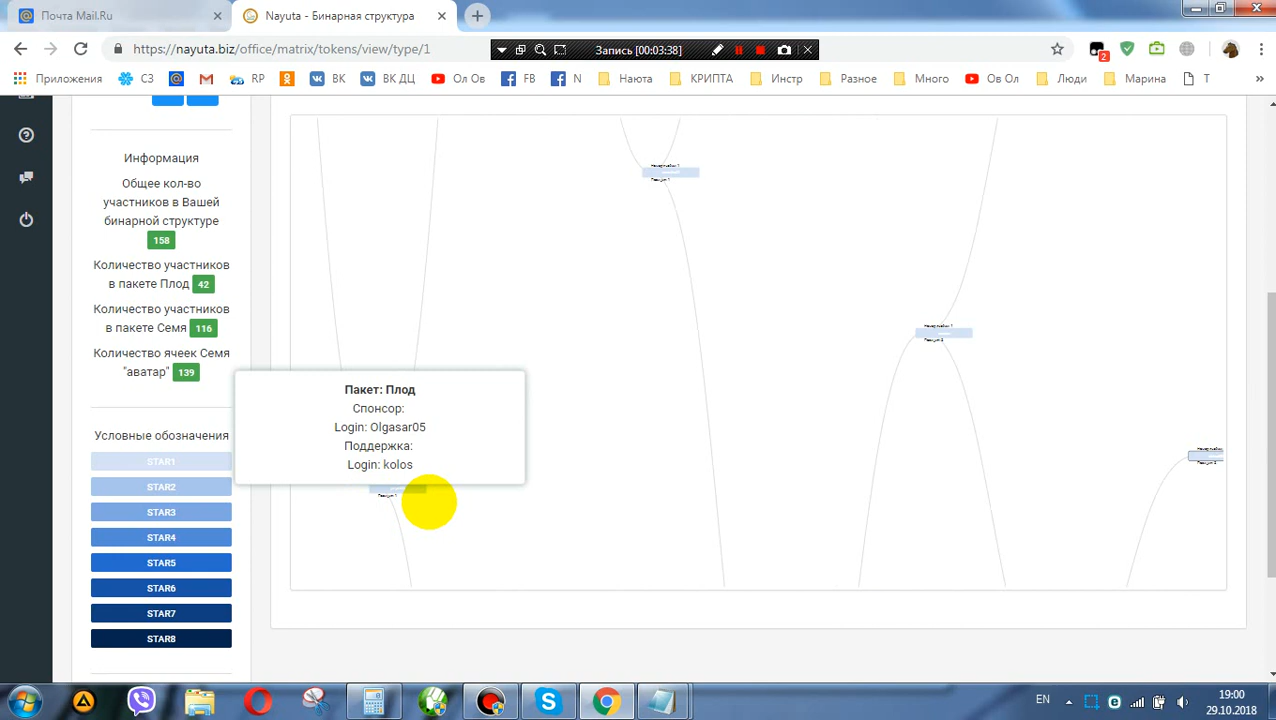 Почта Mail.Ru
Nayuta - Бинарная структура
https://nayuta.biz/office/matrix/tokens/view/type/1
Запись [00:03:38]
2
Приложения
СЗ
RP
ВК
ВК ДЦ
Ол Ов
FB
N
Наюта
КРИПТА
Инстр
Разное
Много
Ов Ол
Люди
Марина
Т
»
Информация
Общее кол-во
участников в Вашей
бинарной структуре
158
Количество участников
в пакете Плод 42
Количество участников
в пакете Семя 116
Количество ячеек Семя
"аватар" 139
Условные обозначения
STAR1
STAR2
STAR3
STAR4
STAR5
STAR6
STAR7
STAR8
Пакет: Плод
Спонсор:
Login: Olgasar05
Поддержка:
Login: kolos
EN
19:00
29.10.2018